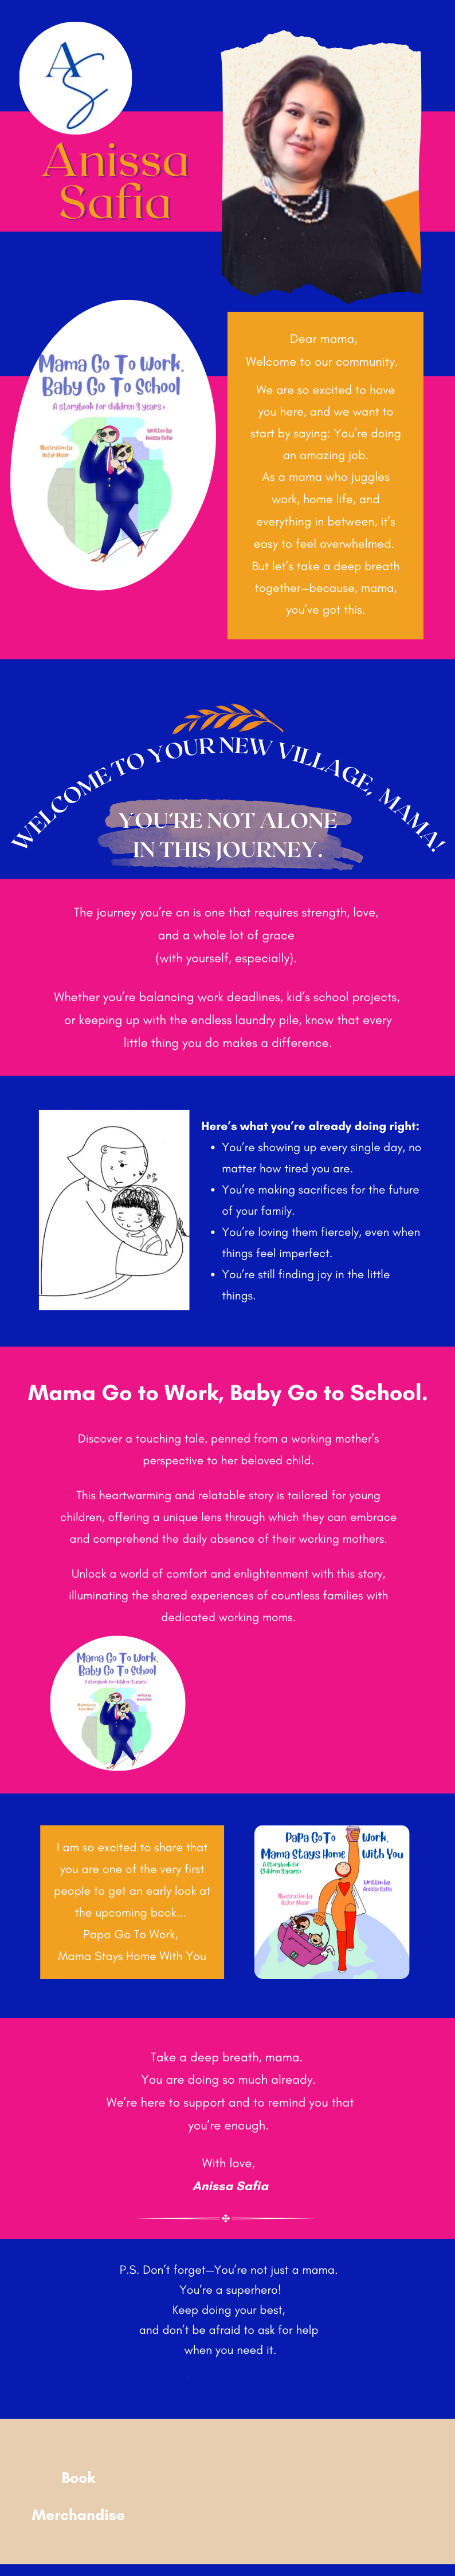 AS
Anissa
Safia
Mama Go To Work,
Baby Go To School
A storybook for children 3 years+
Written by
Anissa Safia
Illustration by
Dear mama,
Welcome to our community.
We are so excited to have
you here, and we want to
start by saying: You're doing
an amazing job.
As a mama who juggles
work, home life, and
everything in between, it's
easy to feel overwhelmed.
But let's take a deep breath
together—because, mama,
you've got this.
WELCOME TO YOUR NEW VILLAGE, MAMA!
YOU'RE NOT ALONE
IN THIS JOURNEY.
The journey you're on is one that requires strength, love,
and a whole lot of grace
(with yourself, especially).
Whether you're balancing work deadlines, kid's school projects,
or keeping up with the endless laundry pile, know that every
little thing you do makes a difference.
Here's what you're already doing right:
• You're showing up every single day, no
matter how tired you are.
• You're making sacrifices for the future
of your family.
• You're loving them fiercely, even when
things feel imperfect.
• You're still finding joy in the little
things.
Mama Go to Work, Baby Go to School.
Discover a touching tale, penned from a working mother's
perspective to her beloved child.
This heartwarming and relatable story is tailored for young
children, offering a unique lens through which they can embrace
and comprehend the daily absence of their working mothers.
Unlock a world of comfort and enlightenment with this story,
illuminating the shared experiences of countless families with
dedicated working moms.
Mama Go To Work,
Baby Go To School
A storybook for children 3 years+
I am so excited to share that
you are one of the very first
people to get an early look at
the upcoming book...
Papa Go To Work,
Mama Stays Home With You
Papa Go To Work,
Mama Stays Home With You
A Storybook for
Children 3 years+
Written by
Anissa Safia
Illustration by
Take a deep breath, mama.
You are doing so much already.
We're here to support and to remind you that
you're enough.
With love,
Anissa Safia
P.S. Don't forget—You're not just a mama.
You're a superhero!
Keep doing your best,
and don't be afraid to ask for help
when you need it.
Book
Merchandise